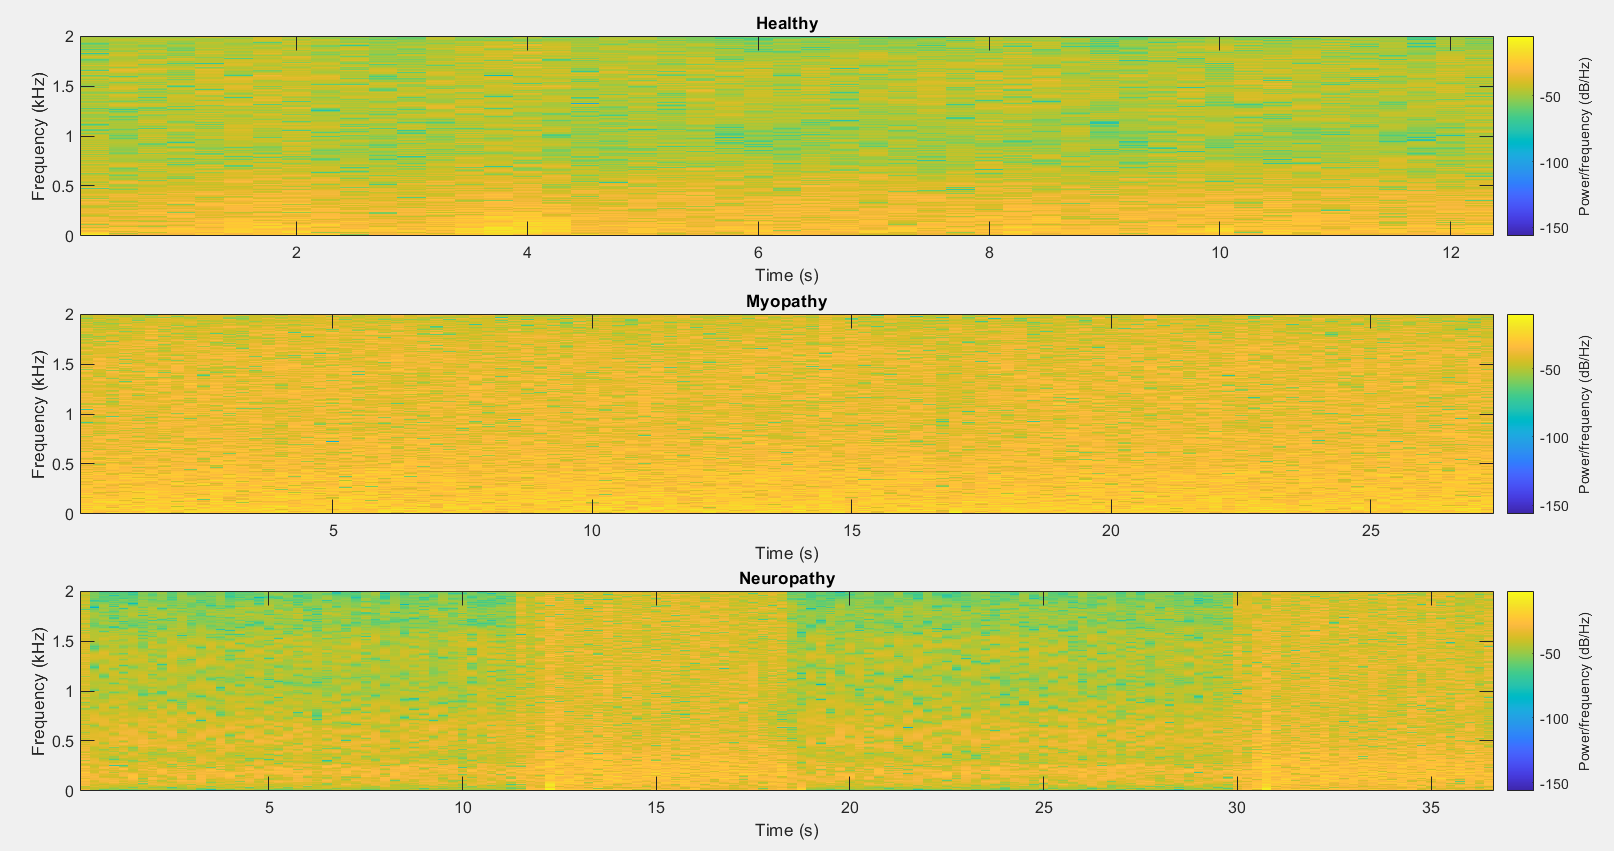 Healthy
2
1.5
1
0.5
0
Frequency (kHz)
2 4 6 8 10 12
Time (s)
-50
-100
-150
Power/frequency (dB/Hz)
Myopathy
2
1.5
1
0.5
0
Frequency (kHz)
5 10 15 20 25
Time (s)
-50
-100
-150
Power/frequency (dB/Hz)
Neuropathy
2
1.5
1
0.5
0
Frequency (kHz)
5 10 15 20 25 30 35
Time (s)
-50
-100
-150
Power/frequency (dB/Hz)